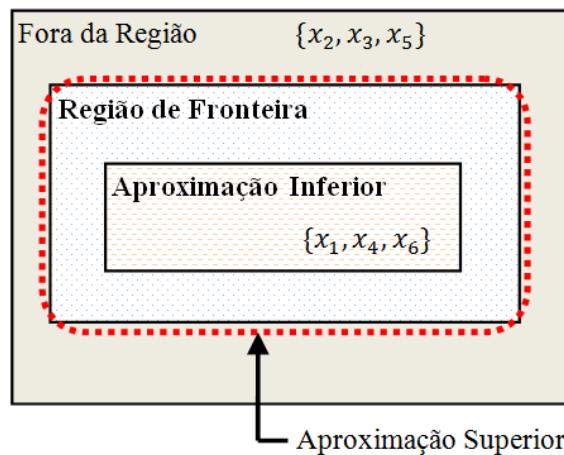 Fora da Região {x₂, x₃, x₅}
Região de Fronteira
Aproximação Inferior
{x₁, x₄, x₆}
Aproximação Superior